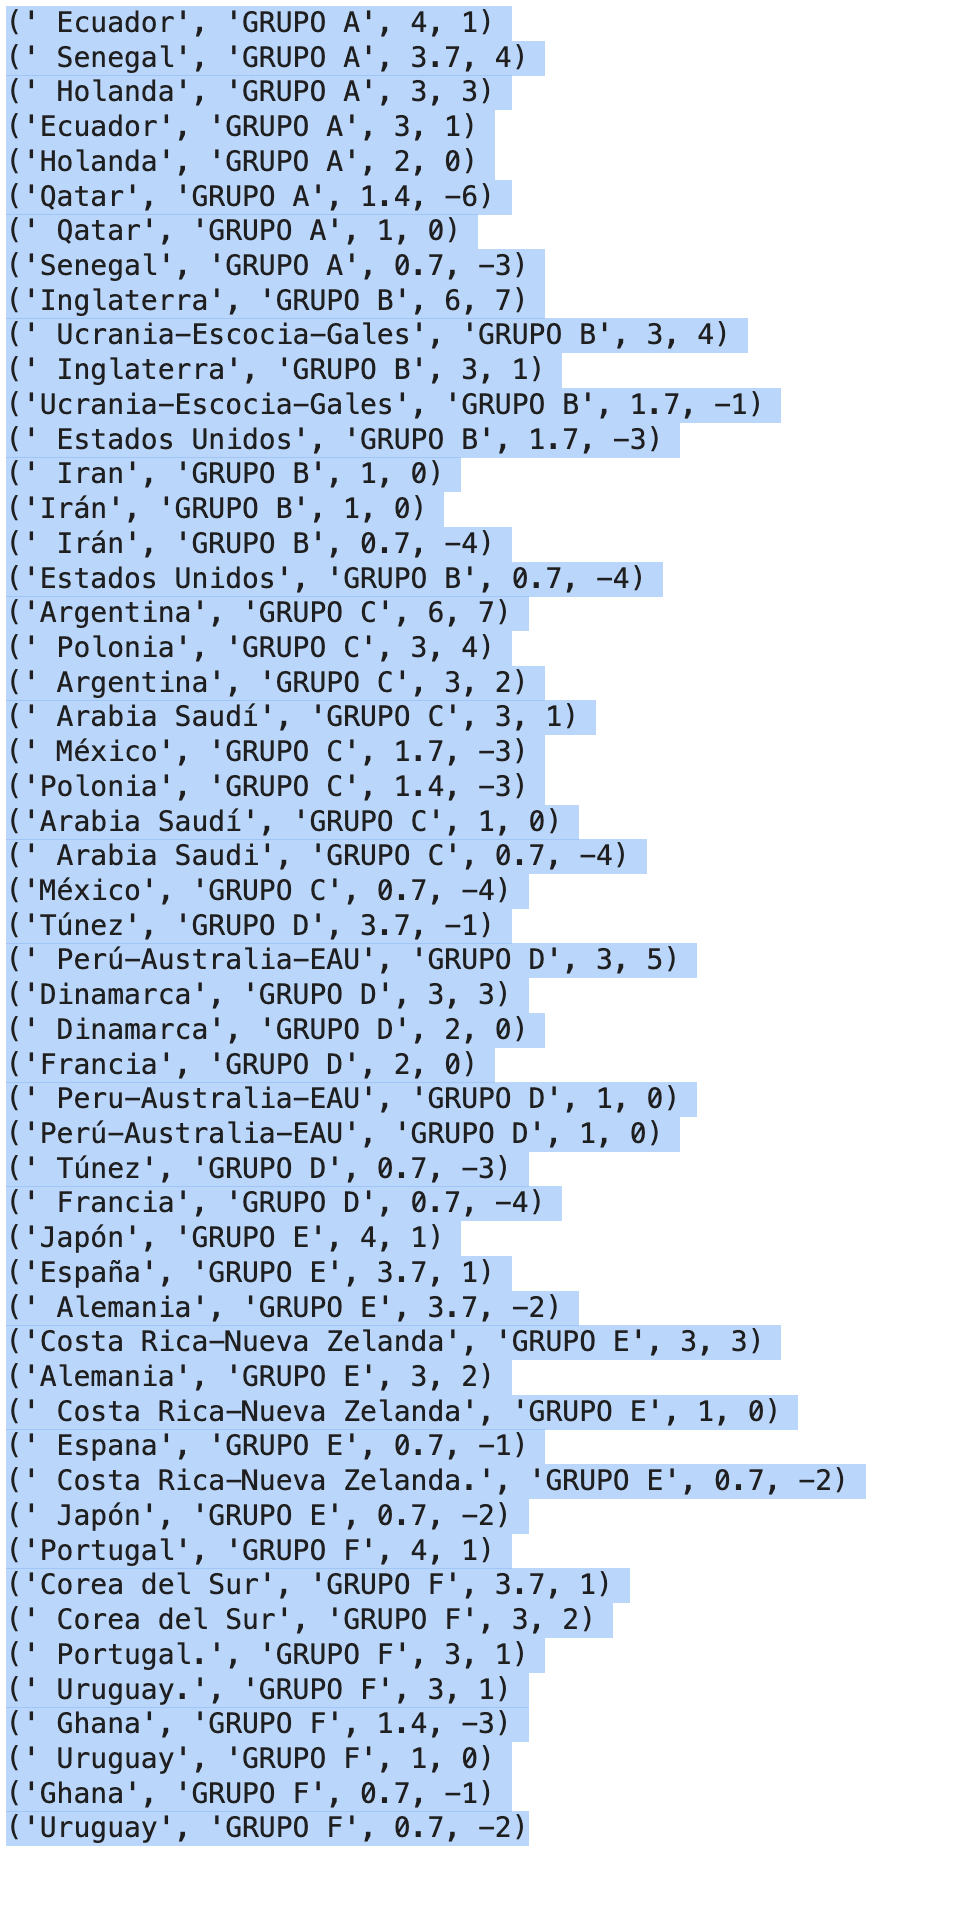 (' Ecuador', 'GRUPO A', 4, 1)
(' Senegal', 'GRUPO A', 3.7, 4)
(' Holanda', 'GRUPO A', 3, 3)
('Ecuador', 'GRUPO A', 3, 1)
('Holanda', 'GRUPO A', 2, 0)
('Qatar', 'GRUPO A', 1.4, -6)
(' Qatar', 'GRUPO A', 1, 0)
('Senegal', 'GRUPO A', 0.7, -3)
('Inglaterra', 'GRUPO B', 6, 7)
(' Ucrania-Escocia-Gales', 'GRUPO B', 3, 4)
(' Inglaterra', 'GRUPO B', 3, 1)
('Ucrania-Escocia-Gales', 'GRUPO B', 1.7, -1)
(' Estados Unidos', 'GRUPO B', 1.7, -3)
(' Iran', 'GRUPO B', 1, 0)
('Irán', 'GRUPO B', 1, 0)
(' Irán', 'GRUPO B', 0.7, -4)
('Estados Unidos', 'GRUPO B', 0.7, -4)
('Argentina', 'GRUPO C', 6, 7)
(' Polonia', 'GRUPO C', 3, 4)
(' Argentina', 'GRUPO C', 3, 2)
(' Arabia Saudí', 'GRUPO C', 3, 1)
(' México', 'GRUPO C', 1.7, -3)
('Polonia', 'GRUPO C', 1.4, -3)
('Arabia Saudí', 'GRUPO C', 1, 0)
(' Arabia Saudi', 'GRUPO C', 0.7, -4)
('México', 'GRUPO C', 0.7, -4)
('Túnez', 'GRUPO D', 3.7, -1)
(' Perú-Australia-EAU', 'GRUPO D', 3, 5)
('Dinamarca', 'GRUPO D', 3, 3)
(' Dinamarca', 'GRUPO D', 2, 0)
('Francia', 'GRUPO D', 2, 0)
(' Peru-Australia-EAU', 'GRUPO D', 1, 0)
('Perú-Australia-EAU', 'GRUPO D', 1, 0)
(' Túnez', 'GRUPO D', 0.7, -3)
(' Francia', 'GRUPO D', 0.7, -4)
('Japón', 'GRUPO E', 4, 1)
('España', 'GRUPO E', 3.7, 1)
(' Alemania', 'GRUPO E', 3.7, -2)
('Costa Rica-Nueva Zelanda', 'GRUPO E', 3, 3)
('Alemania', 'GRUPO E', 3, 2)
(' Costa Rica-Nueva Zelanda', 'GRUPO E', 1, 0)
(' Espana', 'GRUPO E', 0.7, -1)
(' Costa Rica-Nueva Zelanda.', 'GRUPO E', 0.7, -2)
(' Japón', 'GRUPO E', 0.7, -2)
('Portugal', 'GRUPO F', 4, 1)
('Corea del Sur', 'GRUPO F', 3.7, 1)
(' Corea del Sur', 'GRUPO F', 3, 2)
(' Portugal.', 'GRUPO F', 3, 1)
(' Uruguay.', 'GRUPO F', 3, 1)
(' Ghana', 'GRUPO F', 1.4, -3)
(' Uruguay', 'GRUPO F', 1, 0)
('Ghana', 'GRUPO F', 0.7, -1)
('Uruguay', 'GRUPO F', 0.7, -2)